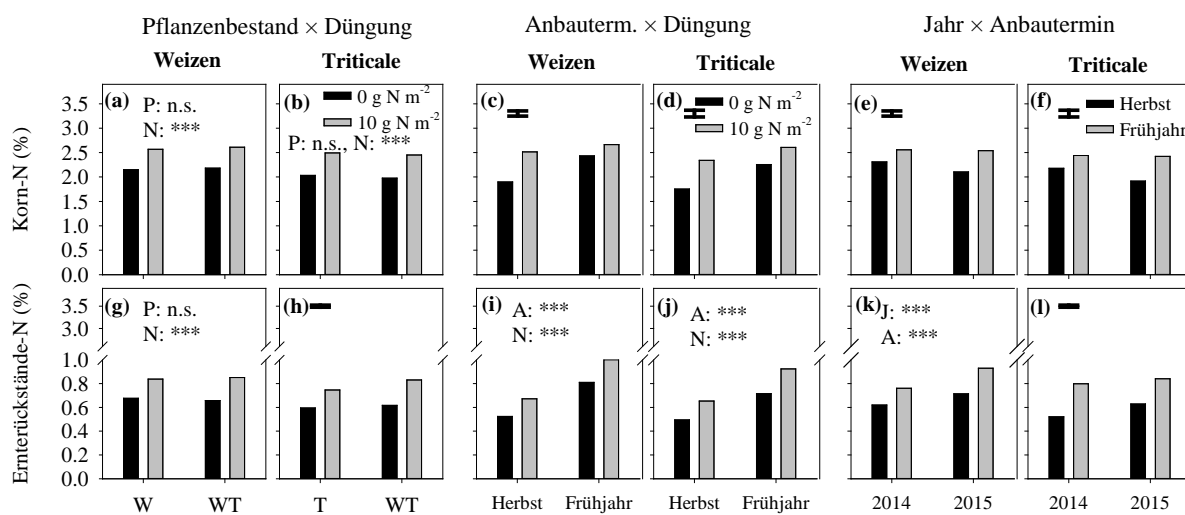 Pflanzenbestand × Düngung
Anbauterm. × Düngung
Jahr × Anbautermin
Weizen
Triticale
Weizen
Triticale
Weizen
Triticale
Korn-N (%)
3.5
3.0
2.5
2.0
1.5
1.0
0.5
0.0
(a)
P: n.s.
N: ***
(b)
0 g N m-2
10 g N m-2
P: n.s., N: ***
(c)
(d)
0 g N m-2
10 g N m-2
(e)
(f)
Herbst
Frühjahr
Ernterückstände-N (%)
3.5
3.0
1.0
0.8
0.6
0.4
0.2
0.0
(g)
P: n.s.
N: ***
(h)
(i)
A: ***
N: ***
(j)
A: ***
N: ***
(k)
J: ***
A: ***
(l)
W WT
T WT
Herbst Frühjahr
Herbst Frühjahr
2014 2015
2014 2015